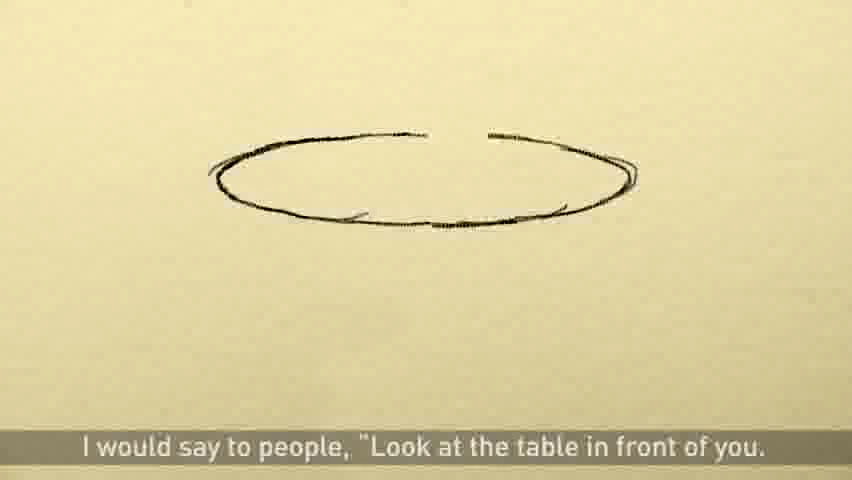 I would say to people, "Look at the table in front of you.